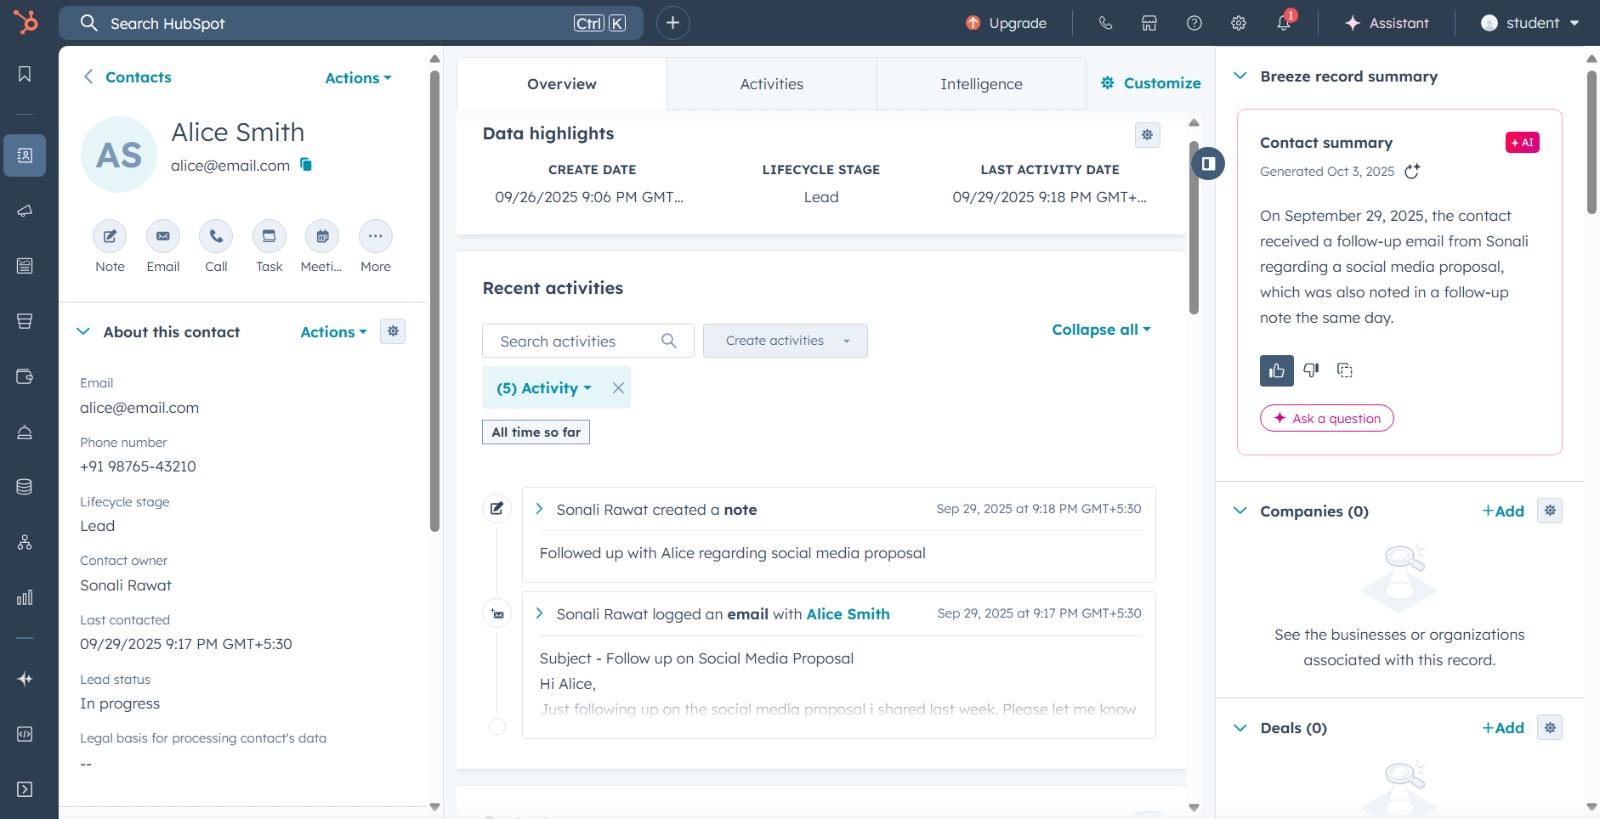 Search HubSpot
Ctrl K
Upgrade
1
Assistant
student
Contacts
Actions
AS
Alice Smith
alice@email.com
Note
Email
Call
Task
Meeti...
More
About this contact
Actions
Email
alice@email.com
Phone number
+91 98765-43210
Lifecycle stage
Lead
Contact owner
Sonali Rawat
Last contacted
09/29/2025 9:17 PM GMT+5:30
Lead status
In progress
Legal basis for processing contact's data
--
Overview
Activities
Intelligence
Customize
Data highlights
CREATE DATE
09/26/2025 9:06 PM GMT...
LIFECYCLE STAGE
Lead
LAST ACTIVITY DATE
09/29/2025 9:18 PM GMT+...
Recent activities
Search activities
Create activities
Collapse all
(5) Activity
All time so far
Sonali Rawat created a note
Sep 29, 2025 at 9:18 PM GMT+5:30
Followed up with Alice regarding social media proposal
Sonali Rawat logged an email with Alice Smith
Sep 29, 2025 at 9:17 PM GMT+5:30
Subject - Follow up on Social Media Proposal
Hi Alice,
Just following up on the social media proposal i shared last week. Please let me know
Breeze record summary
Contact summary
AI
Generated Oct 3, 2025
On September 29, 2025, the contact
received a follow-up email from Sonali
regarding a social media proposal,
which was also noted in a follow-up
note the same day.
Ask a question
Companies (0)
+Add
See the businesses or organizations
associated with this record.
Deals (0)
+Add